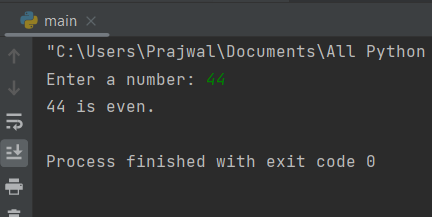 main
"C:\Users\Prajwal\Documents\All Python
Enter a number: 44
44 is even.
Process finished with exit code 0